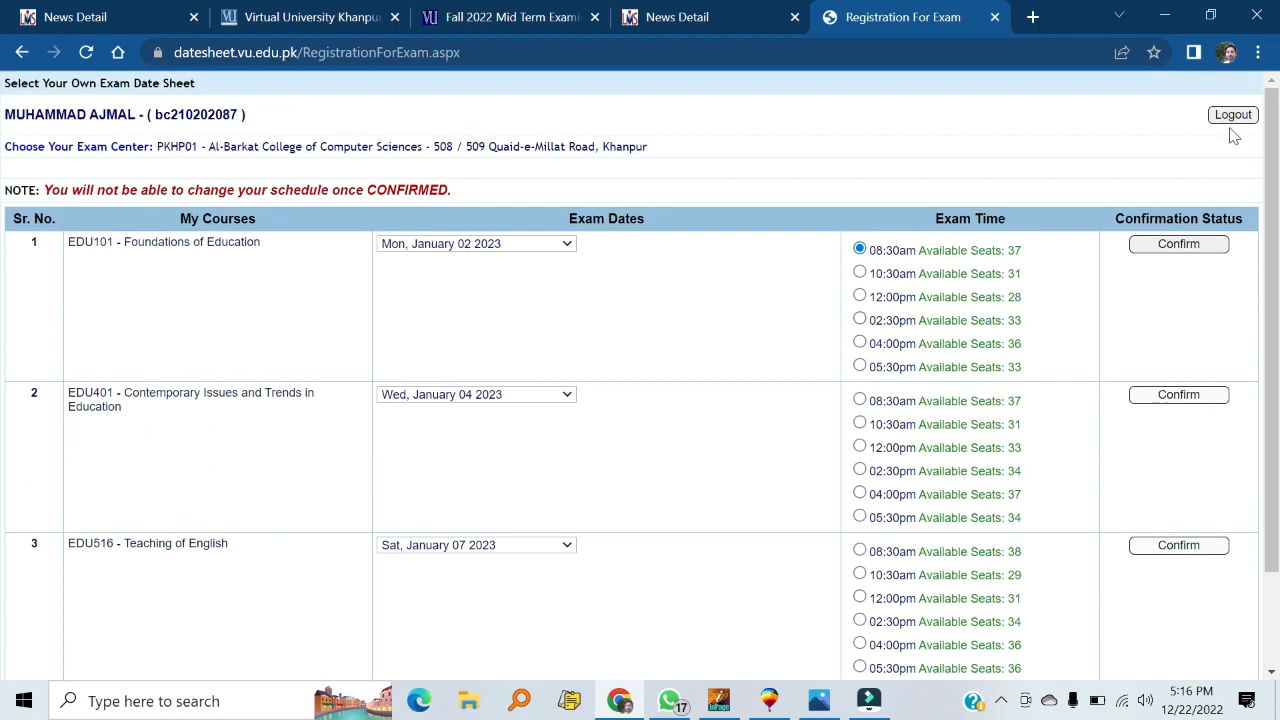 News Detail
Virtual University Khanpu
Fall 2022 Mid Term Exami
News Detail
Registration For Exam
datesheet.vu.edu.pk/RegistrationForExam.aspx
Select Your Own Exam Date Sheet
MUHAMMAD AJMAL - ( bc210202087 )
Logout
Choose Your Exam Center: PKHP01 - Al-Barkat College of Computer Sciences - 508 / 509 Quaid-e-Millat Road, Khanpur
NOTE: You will not be able to change your schedule once CONFIRMED.
Sr. No. My Courses Exam Dates Exam Time Confirmation Status
1 EDU101 - Foundations of Education Mon, January 02 2023 Confirm
08:30am Available Seats: 37
10:30am Available Seats: 31
12:00pm Available Seats: 28
02:30pm Available Seats: 33
04:00pm Available Seats: 36
05:30pm Available Seats: 33
2 EDU401 - Contemporary Issues and Trends in
Education
Wed, January 04 2023 Confirm
08:30am Available Seats: 37
10:30am Available Seats: 31
12:00pm Available Seats: 33
02:30pm Available Seats: 34
04:00pm Available Seats: 37
05:30pm Available Seats: 34
3 EDU516 - Teaching of English Sat, January 07 2023 Confirm
08:30am Available Seats: 38
10:30am Available Seats: 29
12:00pm Available Seats: 31
02:30pm Available Seats: 34
04:00pm Available Seats: 36
05:30pm Available Seats: 36
Type here to search
17
5:16 PM
12/22/2022